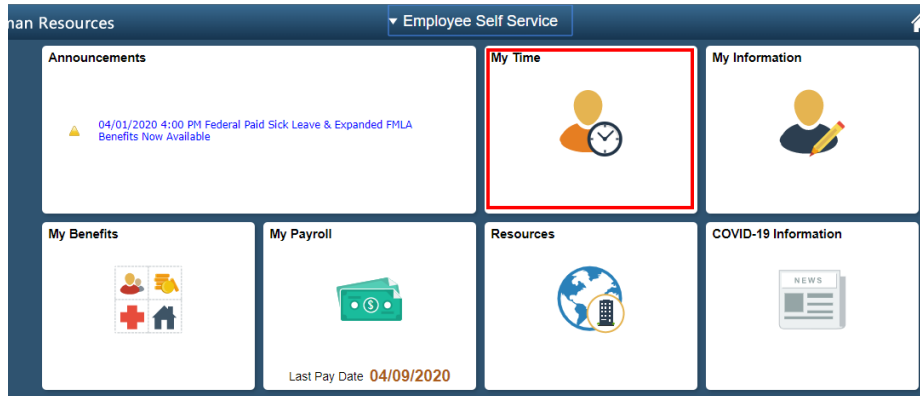 Resources
▾ Employee Self Service
Announcements
04/01/2020 4:00 PM Federal Paid Sick Leave & Expanded FMLA
Benefits Now Available
My Time
My Information
My Benefits
My Payroll
Last Pay Date 04/09/2020
Resources
COVID-19 Information
NEWS